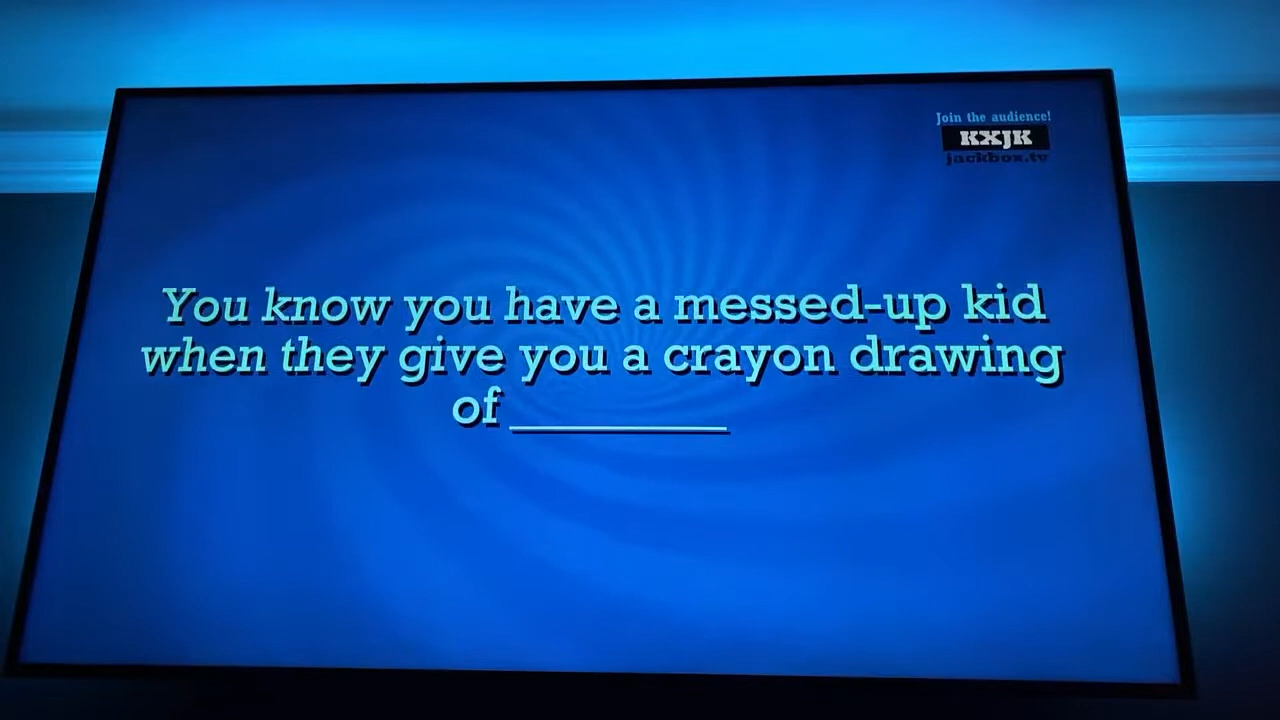 Join the audience!
KXJK
jackbox.tv
You know you have a messed-up kid
when they give you a crayon drawing
of __________